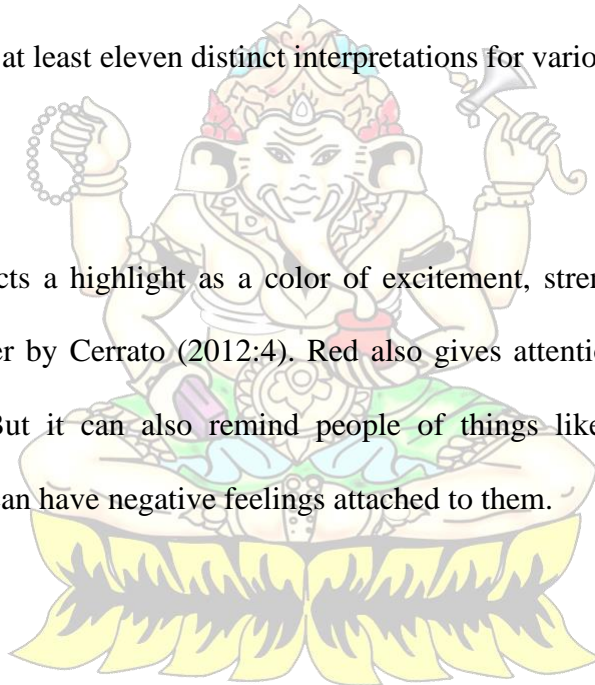 at least eleven distinct interpretations for vario
cts a highlight as a color of excitement, stren
er by Cerrato (2012:4). Red also gives attentio
But it can also remind people of things like
an have negative feelings attached to them.